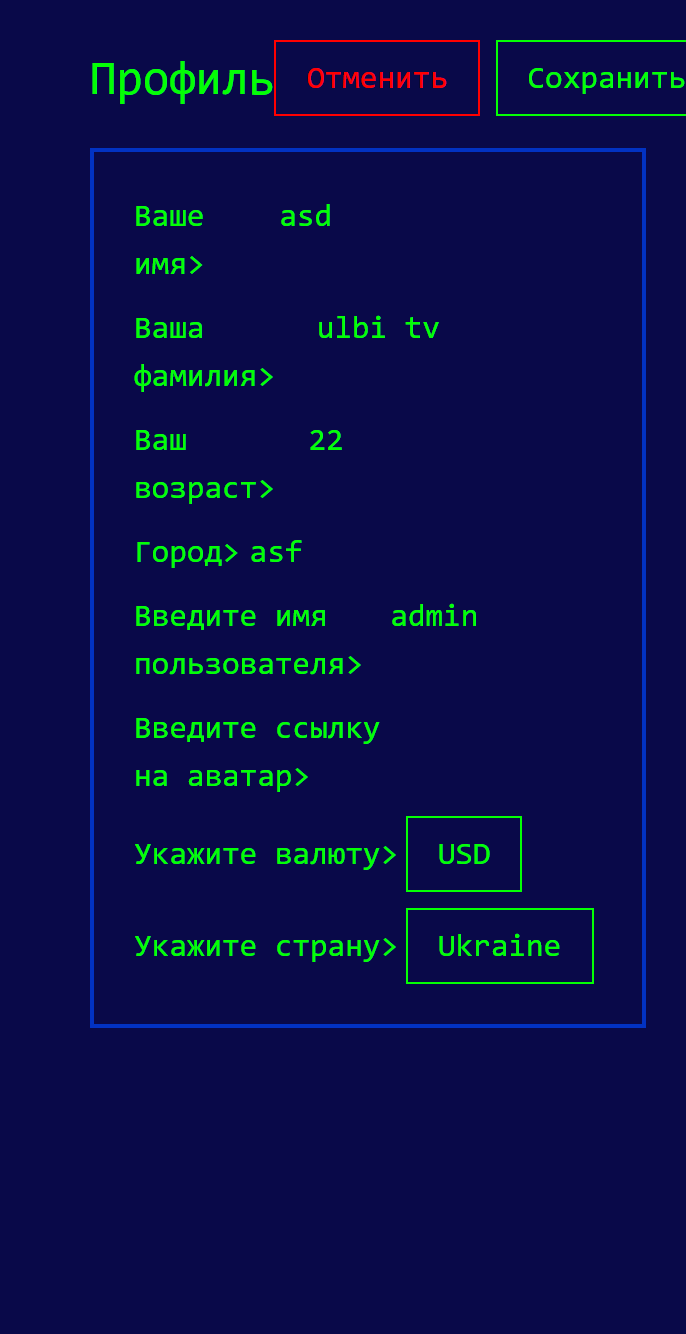 Профиль Отменить Сохранить
Ваше asd
имя>
Ваша ulbi tv
фамилия>
Ваш 22
возраст>
Город> asf
Введите имя admin
пользователя>
Введите ссылку
на аватар>
Укажите валюту> USD
Укажите страну> Ukraine